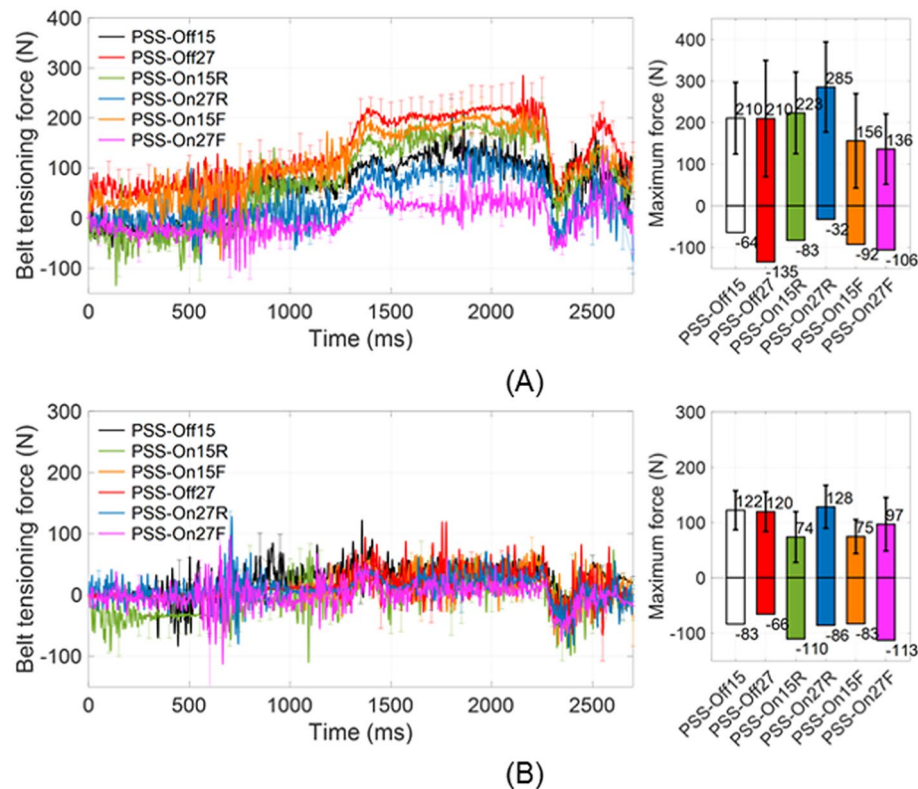 400
300
200
100
0
-100
Belt tensioning force (N)
PSS-Off15
PSS-Off27
PSS-On15R
PSS-On27R
PSS-On15F
PSS-On27F
0 500 1000 1500 2000 2500
Time (ms)
400
300
200
100
0
-100
Maximum force (N)
210 210 223 285 156 136
-64 -135 -83 -32 -92 -106
PSS-Off15 PSS-Off27 PSS-On15R PSS-On27R PSS-On15F PSS-On27F
(A)
300
200
100
0
-100
Belt tensioning force (N)
PSS-Off15
PSS-On15R
PSS-On15F
PSS-Off27
PSS-On27R
PSS-On27F
0 500 1000 1500 2000 2500
Time (ms)
300
200
100
0
-100
Maximum force (N)
122 120 74 128 75 97
-83 -66 -110 -86 -83 -113
PSS-Off15 PSS-Off27 PSS-On15R PSS-On27R PSS-On15F PSS-On27F
(B)